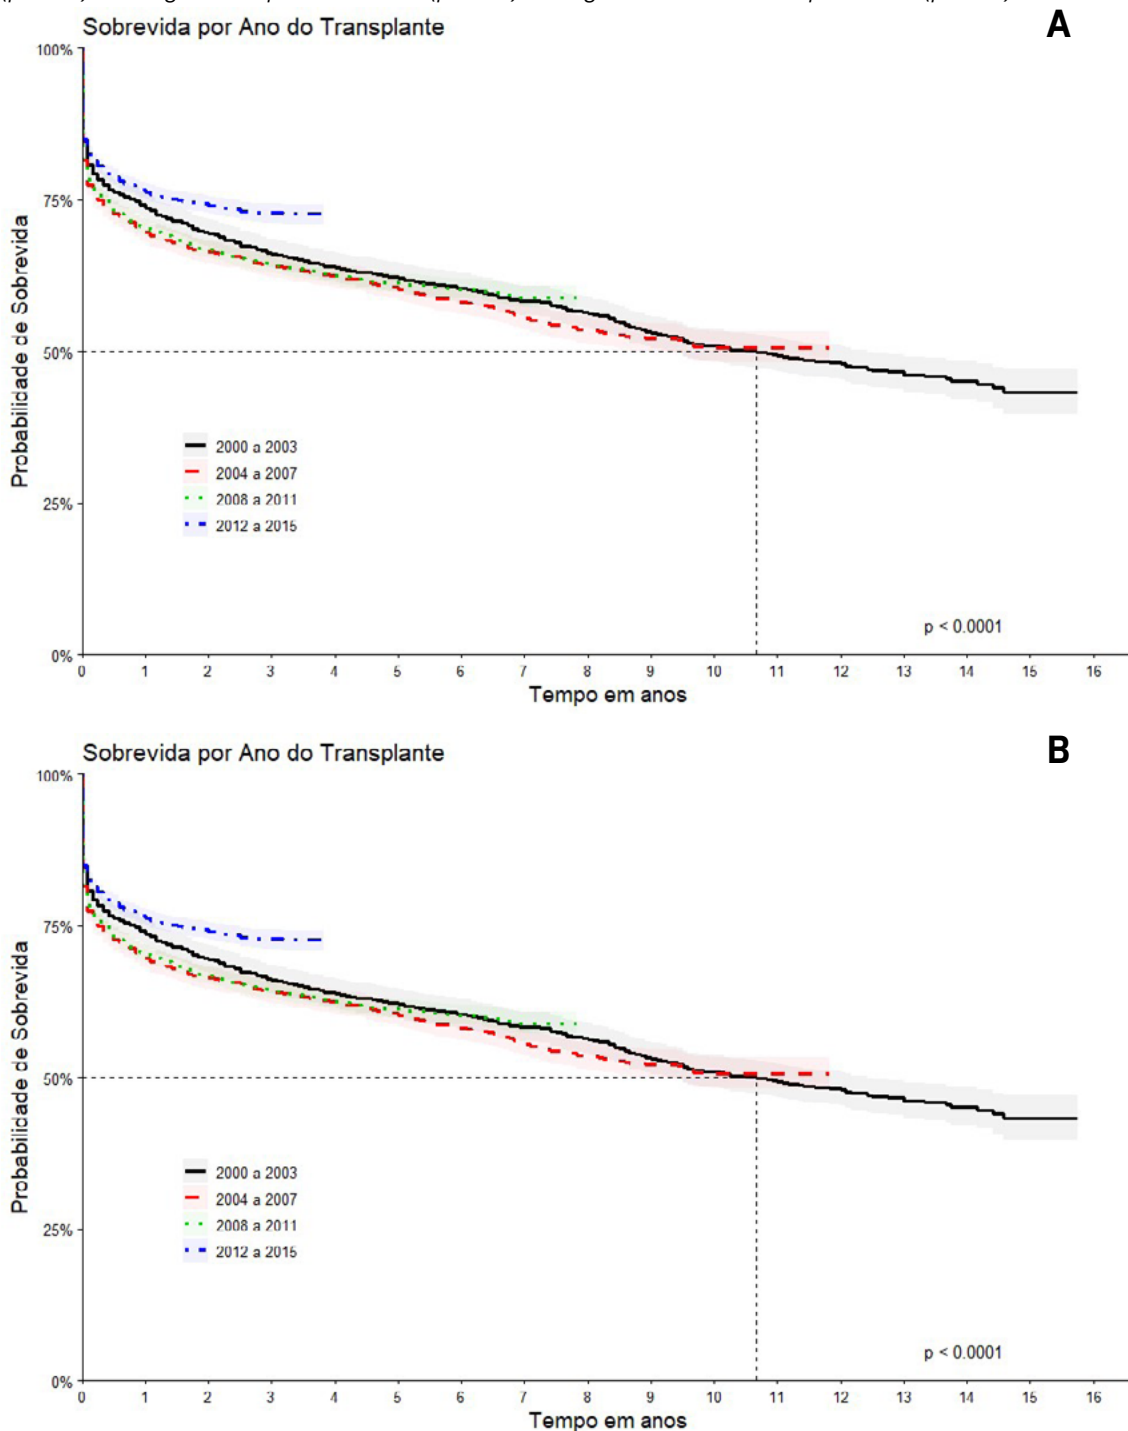 Sobrevida por Ano do Transplante
A
100%
75%
50%
25%
0%
Probabilidade de Sobrevida
2000 a 2003
2004 a 2007
2008 a 2011
2012 a 2015
p < 0.0001
0 1 2 3 4 5 6 7 8 9 10 11 12 13 14 15 16
Tempo em anos
Sobrevida por Ano do Transplante
B
100%
75%
50%
25%
0%
Probabilidade de Sobrevida
2000 a 2003
2004 a 2007
2008 a 2011
2012 a 2015
p < 0.0001
0 1 2 3 4 5 6 7 8 9 10 11 12 13 14 15 16
Tempo em anos